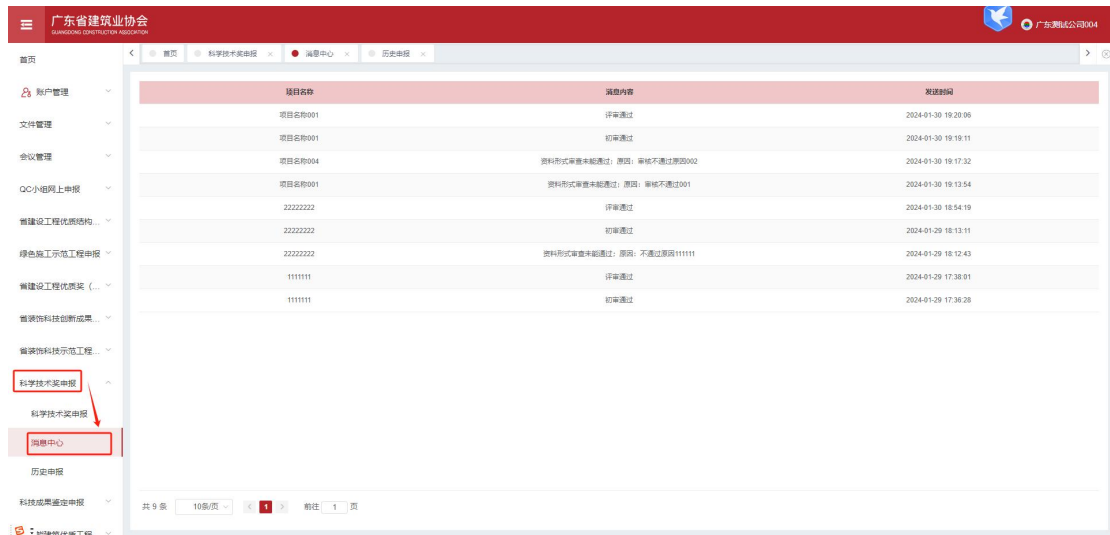 广东省建筑业协会
GUANGDONG CONSTRUCTION INDUSTRY ASSOCIATION
广东测试公司004
首页
科学技术奖申报
消息中心
历史申报
首页
账户管理
文件管理
会议管理
QC小组网上申报
省建设工程优质结构...
绿色施工示范工程申报
省建设工程优质奖（...
省装饰科技创新成果...
省装饰科技示范工程...
科学技术奖申报
科学技术奖申报
消息中心
历史申报
科技成果鉴定申报
项目名称 消息内容 发送时间
项目名称001 评审通过 2024-01-30 19:20:06
项目名称001 初审通过 2024-01-30 19:19:11
项目名称004 资料形式审查未能通过；原因：审核不通过原因002 2024-01-30 19:17:32
项目名称001 资料形式审查未能通过；原因：审核不通过001 2024-01-30 19:13:54
22222222 评审通过 2024-01-30 18:54:19
22222222 初审通过 2024-01-29 18:13:11
22222222 资料形式审查未能通过；原因：不通过原因111111 2024-01-29 18:12:43
1111111 评审通过 2024-01-29 17:38:01
1111111 初审通过 2024-01-29 17:36:28
共 9 条 10条/页 1 前往 1 页